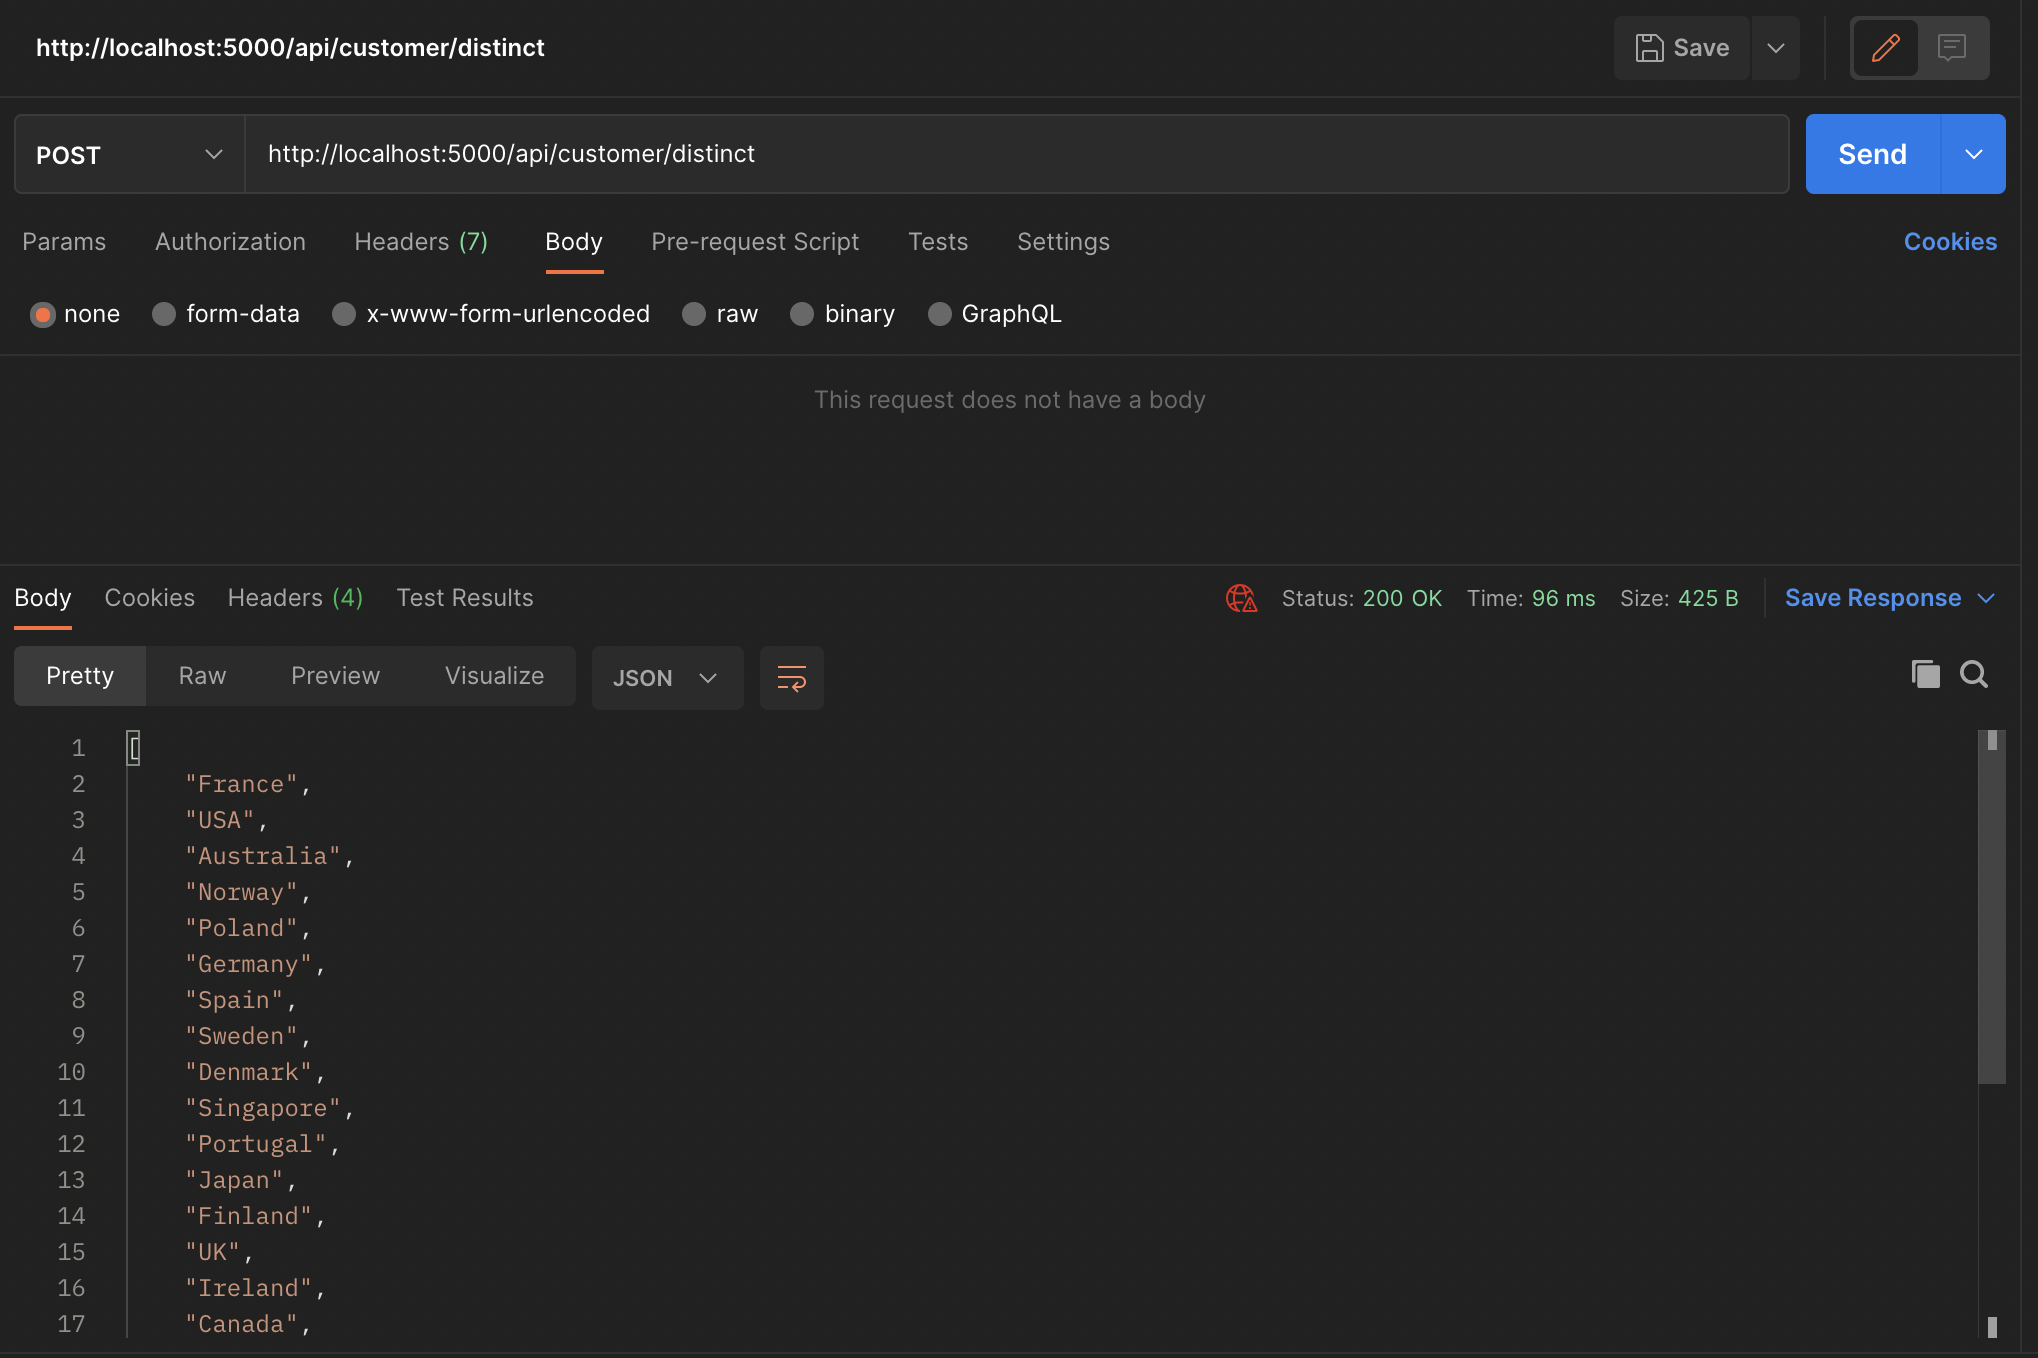 http://localhost:5000/api/customer/distinct
Save
POST
http://localhost:5000/api/customer/distinct
Send
Params Authorization Headers (7) Body Pre-request Script Tests Settings Cookies
none form-data x-www-form-urlencoded raw binary GraphQL
This request does not have a body
Body Cookies Headers (4) Test Results Status: 200 OK Time: 96 ms Size: 425 B Save Response
Pretty Raw Preview Visualize JSON
1 [
2 "France",
3 "USA",
4 "Australia",
5 "Norway",
6 "Poland",
7 "Germany",
8 "Spain",
9 "Sweden",
10 "Denmark",
11 "Singapore",
12 "Portugal",
13 "Japan",
14 "Finland",
15 "UK",
16 "Ireland",
17 "Canada",